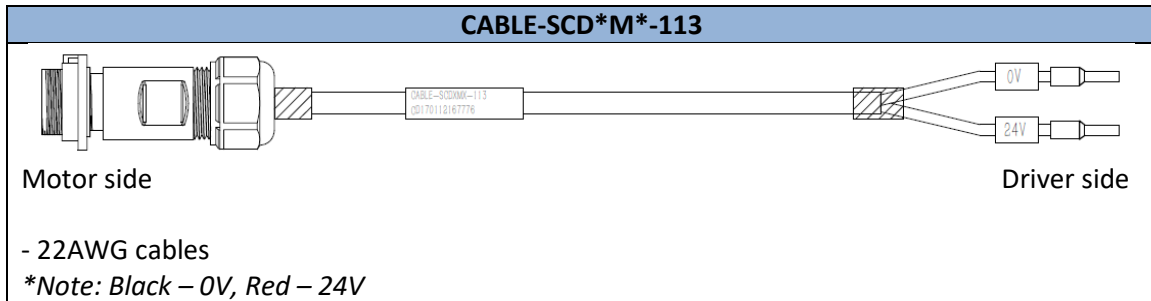 CABLE-SCD*M*-113
CABLE-SCDXMX-113
0V
24V
Motor side
Driver side
- 22AWG cables
*Note: Black – 0V, Red – 24V